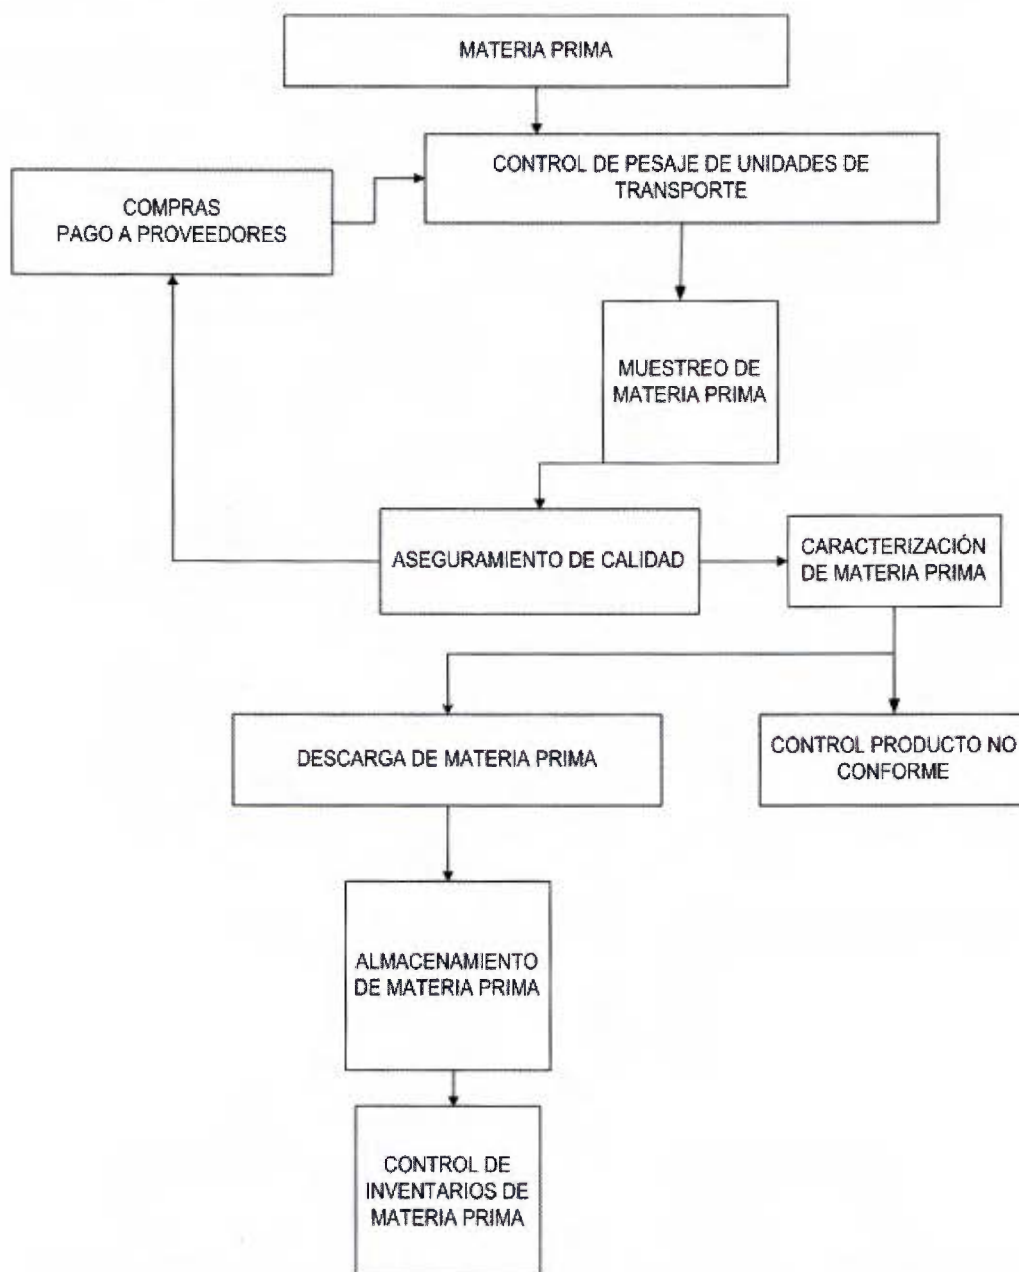 MATERIA PRIMA
CONTROL DE PESAJE DE UNIDADES DE
TRANSPORTE
COMPRAS
PAGO A PROVEEDORES
MUESTREO DE
MATERIA PRIMA
ASEGURAMIENTO DE CALIDAD
CARACTERIZACIÓN
DE MATERIA PRIMA
DESCARGA DE MATERIA PRIMA
CONTROL PRODUCTO NO
CONFORME
ALMACENAMIENTO
DE MATERIA PRIMA
CONTROL DE
INVENTARIOS DE
MATERIA PRIMA